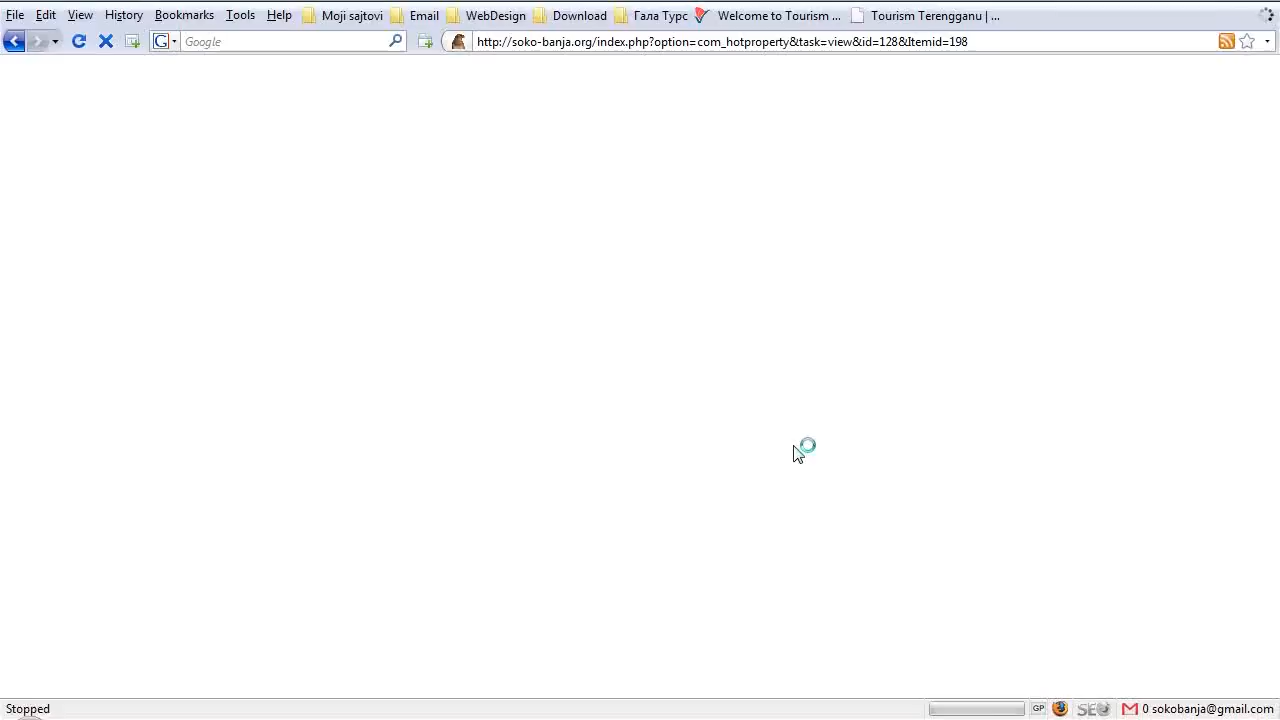 File Edit View History Bookmarks Tools Help Moji sajtovi Email WebDesign Download Гала Турс Welcome to Tourism ... Tourism Terengganu | ...
G Google http://soko-banja.org/index.php?option=com_hotproperty&task=view&id=128&Itemid=198
Stopped GP SEO 0 sokobanja@gmail.com